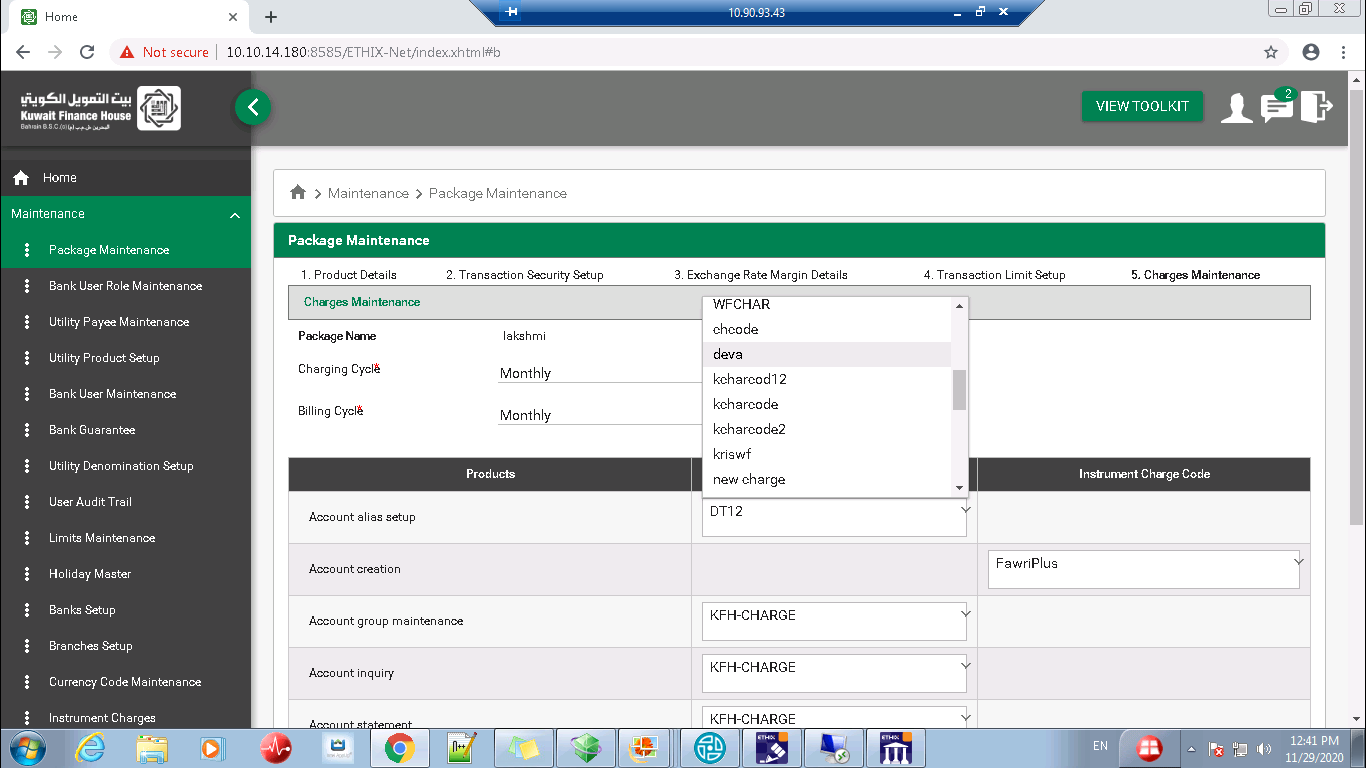 Home
10.90.93.43
Not secure
10.10.14.180:8585/ETHIX-Net/index.xhtml#b
بيت التمويل الكويتي
Kuwait Finance House
VIEW TOOLKIT
2
Home
Maintenance
Package Maintenance
Bank User Role Maintenance
Utility Payee Maintenance
Utility Product Setup
Bank User Maintenance
Bank Guarantee
Utility Denomination Setup
User Audit Trail
Limits Maintenance
Holiday Master
Banks Setup
Branches Setup
Currency Code Maintenance
Instrument Charges
Maintenance
Package Maintenance
Package Maintenance
1. Product Details
2. Transaction Security Setup
3. Exchange Rate Margin Details
4. Transaction Limit Setup
5. Charges Maintenance
Charges Maintenance
Package Name
lakshmi
Charging Cycle*
Monthly
Billing Cycle*
Monthly
WFCHAR
chcode
deva
kcharcod12
kcharcode
kcharcode2
kriswf
new charge
Products
Instrument Charge Code
Account alias setup
DT12
Account creation
FawriPlus
Account group maintenance
KFH-CHARGE
Account inquiry
KFH-CHARGE
Account statement
KFH-CHARGE
ETHIX
ETHIX
EN
12:41 PM
11/29/2020